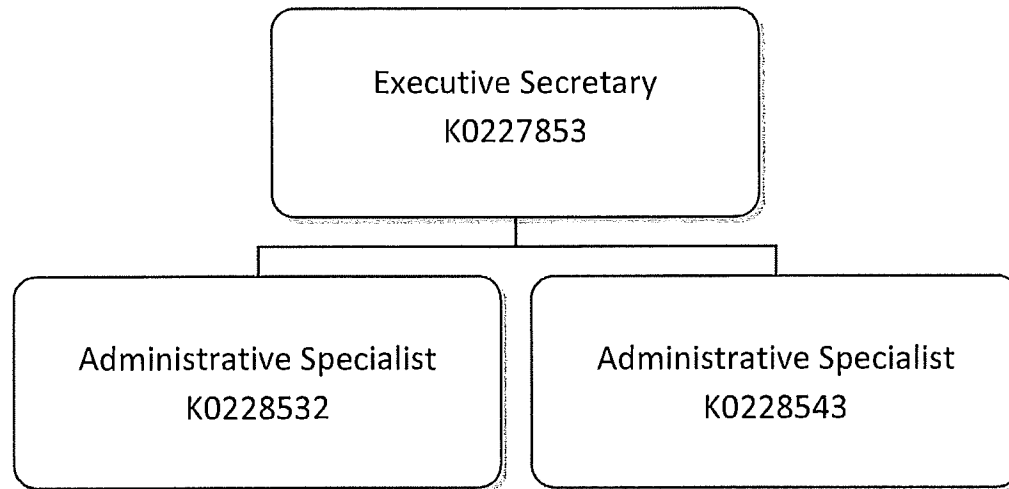 Executive Secretary
K0227853
Administrative Specialist
K0228532
Administrative Specialist
K0228543